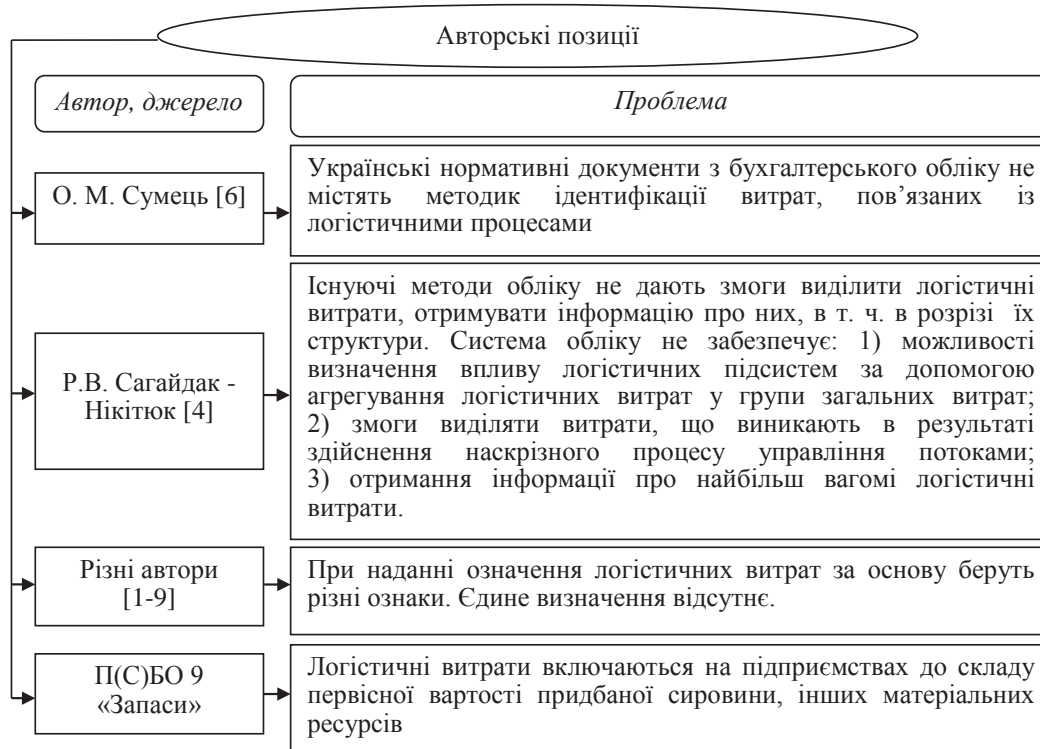 Авторські позиції
Автор, джерело
Проблема
О. М. Сумець [6]
Українські нормативні документи з бухгалтерського обліку не
містять методик ідентифікації витрат, пов’язаних із
логістичними процесами
Р.В. Сагайдак -
Нікітюк [4]
Існуючі методи обліку не дають змоги виділити логістичні
витрати, отримувати інформацію про них, в т. ч. в розрізі їх
структури. Система обліку не забезпечує: 1) можливості
визначення впливу логістичних підсистем за допомогою
агрегування логістичних витрат у групи загальних витрат;
2) змоги виділяти витрати, що виникають в результаті
здійснення наскрізного процесу управління потоками;
3) отримання інформації про найбільш вагомі логістичні
витрати.
Різні автори
[1-9]
При наданні означення логістичних витрат за основу беруть
різні ознаки. Єдине визначення відсутнє.
П(С)БО 9
«Запаси»
Логістичні витрати включаються на підприємствах до складу
первісної вартості придбаної сировини, інших матеріальних
ресурсів